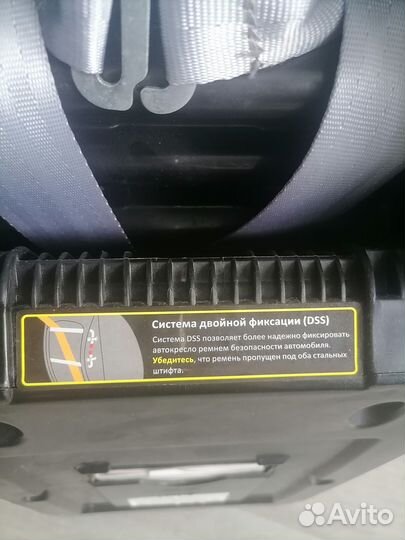 Система двойной фиксации (DSS)
Система DSS позволяет более надежно фиксировать
автокресло ремнем безопасности автомобиля.
Убедитесь, что ремень пропущен под оба стальных
штифта.
Avito